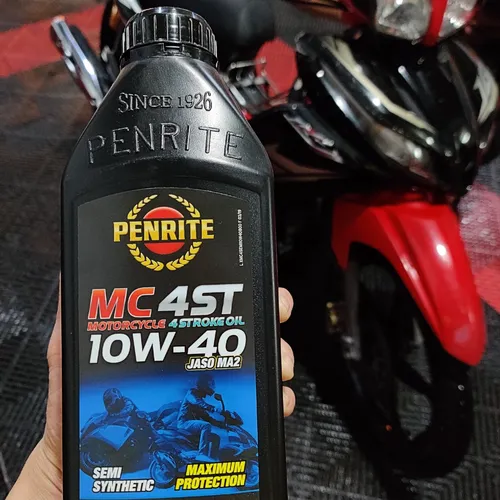 SINCE 1926
PENRITE
PENRITE
MC 4ST
MOTORCYCLE 4 STROKE OIL
10W-40
JASO MA2
SEMI
SYNTHETIC
MAXIMUM
PROTECTION